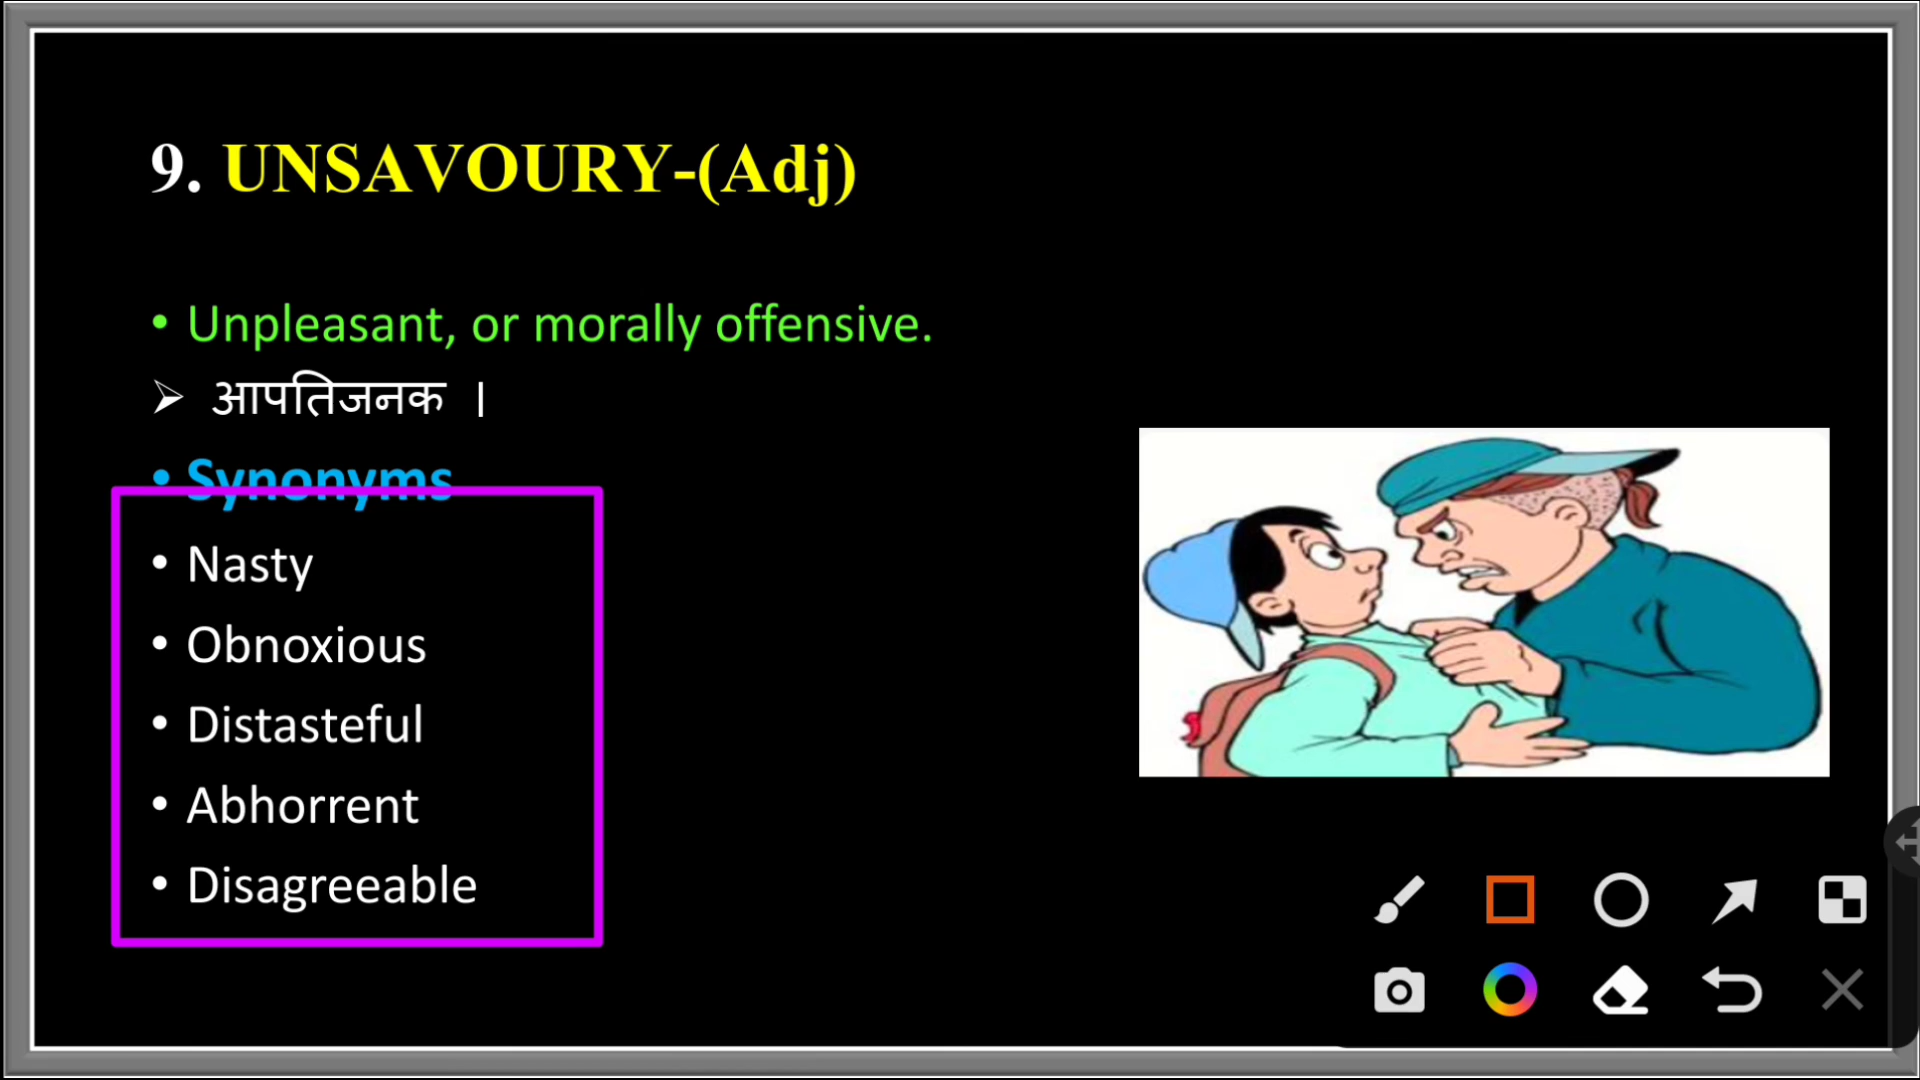 9. UNSAVOURY-(Adj)
• Unpleasant, or morally offensive.
➢ आपतिजनक ।
• Synonyms
• Nasty
• Obnoxious
• Distasteful
• Abhorrent
• Disagreeable